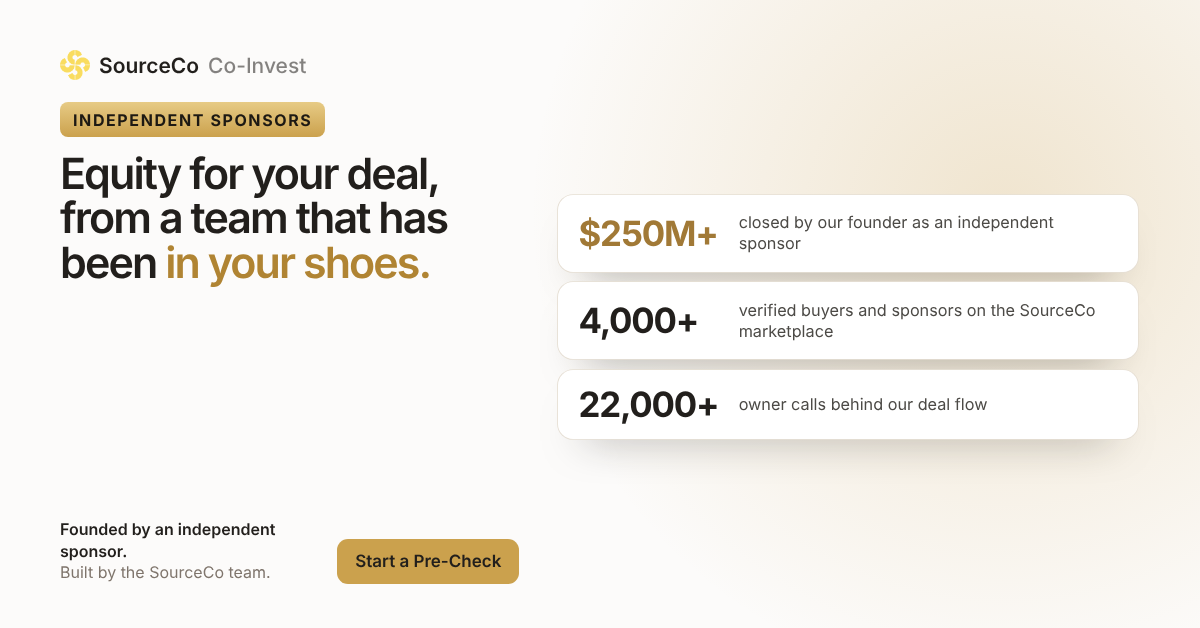 SourceCo Co-Invest
INDEPENDENT SPONSORS
Equity for your deal,
from a team that has
been in your shoes.
$250M+ closed by our founder as an independent
sponsor
4,000+ verified buyers and sponsors on the SourceCo
marketplace
22,000+ owner calls behind our deal flow
Founded by an independent
sponsor.
Built by the SourceCo team.
Start a Pre-Check